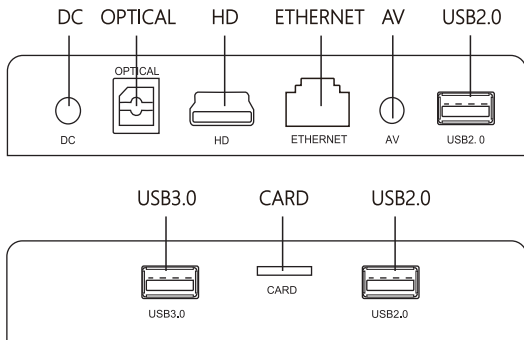 DC OPTICAL HD ETHERNET AV USB2.0
OPTICAL
DC HD ETHERNET AV USB2. 0
USB3.0 CARD USB2.0
CARD
USB3.0 USB2.0